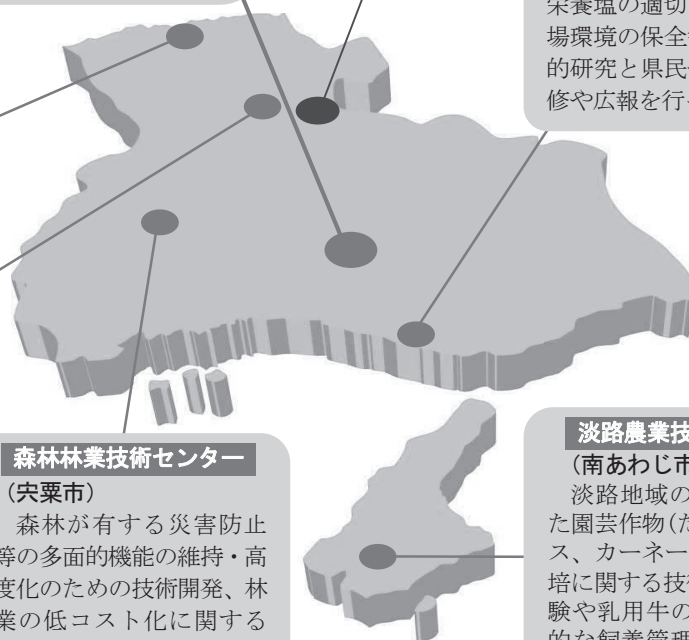 栄養塩の適切
場環境の保全
的研究と県民
修や広報を行
森林林業技術センター
(宍粟市)
森林が有する災害防止
等の多面的機能の維持・高
度化のための技術開発、林
業の低コスト化に関する
淡路農業技
(南あわじ市
淡路地域の
た園芸作物(た
ス、カーネー
培に関する技
験や乳用牛の
的な飼養管理